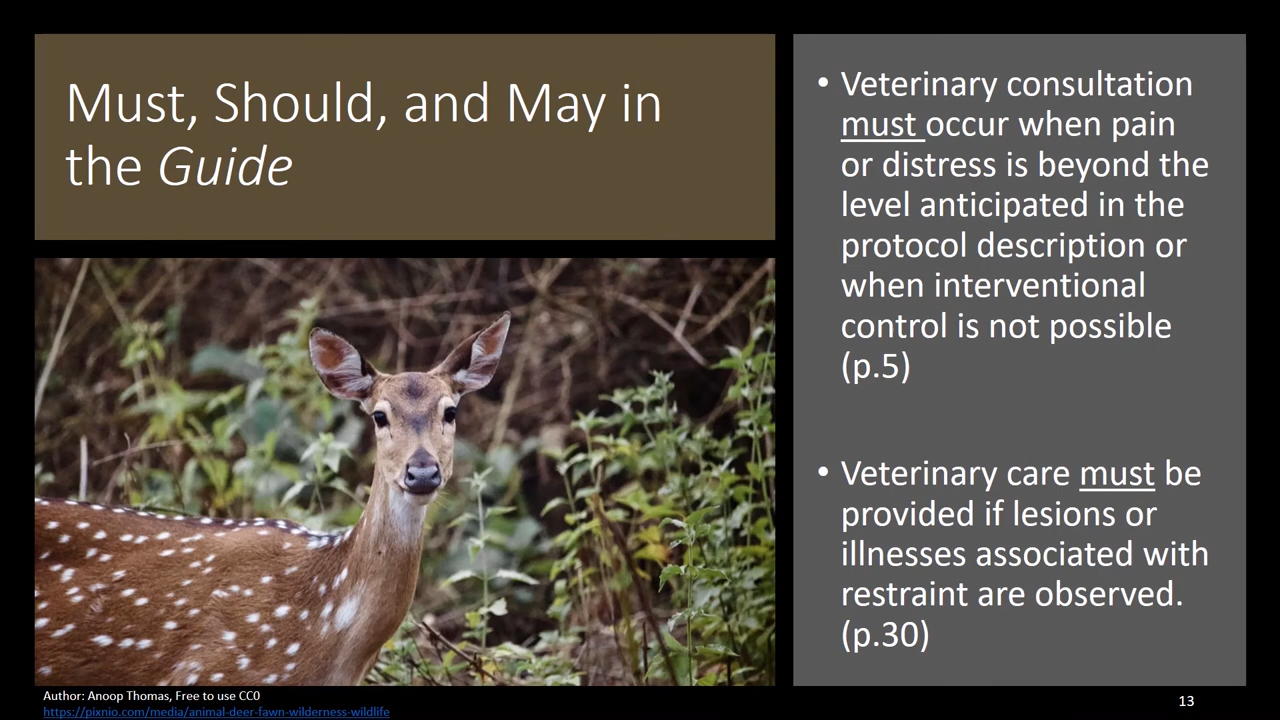 Must, Should, and May in
the Guide
• Veterinary consultation
must occur when pain
or distress is beyond the
level anticipated in the
protocol description or
when interventional
control is not possible
(p.5)
• Veterinary care must be
provided if lesions or
illnesses associated with
restraint are observed.
(p.30)
Author: Anoop Thomas, Free to use CC0
https://pixnio.com/media/animal-deer-fawn-wilderness-wildlife
13